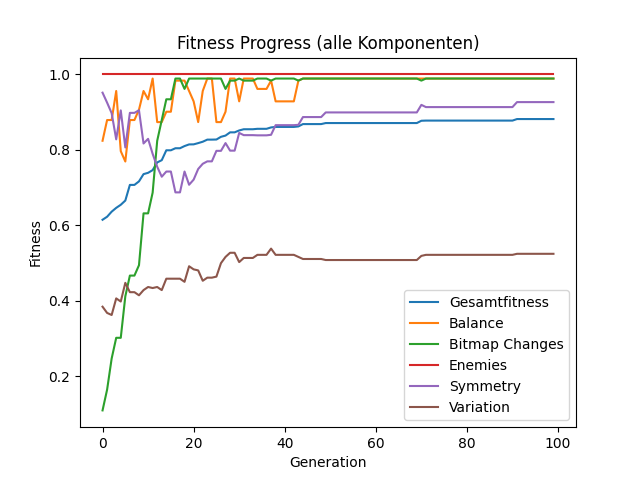 Fitness Progress (alle Komponenten)
1.0
0.8
0.6
0.4
0.2
Fitness
0
20
40
60
80
100
Generation
Gesamtfitness
Balance
Bitmap Changes
Enemies
Symmetry
Variation